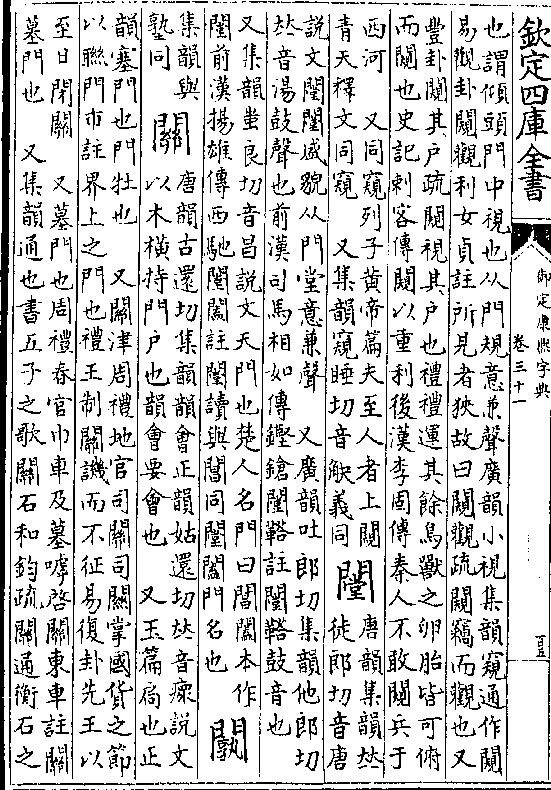 欽定四庫全書
御定康熙字典
卷三十一
也謂傾頭門中視也从門規意兼聲廣韻小視集韻窺通作闚
易觀卦闚觀利女貞註所見者狹故曰闚觀疏闚竊而觀也又
豐卦闚其户疏闚視其户也禮禮運其餘鳥獸之卵胎皆可俯
而闚也史記刺客傳闚以重利後漢李固傳秦人不敢闚兵于
西河 又同窺列子黄帝篇夫至人者上闚
青天釋文同窺 又集韻窺睡切音觖義同
闛 唐韻集韻𠀤
徒郎切音唐
說文闛闛盛貌从門堂意兼聲 又廣韻吐郎切集韻他郎切
𠀤音湯鼓聲也前漢司馬相如傳鏗鎗闛鞈註闛鞈鼓音也
又集韻蚩良切音昌說文天門也楚人名門曰閶闔本作
闛前漢揚雄傳西馳闛闔註闛讀與閶同闛闔門名也
𨷺
集韻與
塾同
關 唐韻古還切集韻韻會正韻姑還切𠀤音瘝說文
以木横持門户也韻會要會也 又玉篇扃也正
韻塞門也門牡也 又關津周禮地官司關司關掌國貨之節
以聯門市註界上之門也禮王制關譏而不征易復卦先王以
至日閉關 又墓門也周禮春官巾車及墓嘑啓關東車註關
墓門也 又集韻通也書五子之歌關石和鈞疏關通衡石之